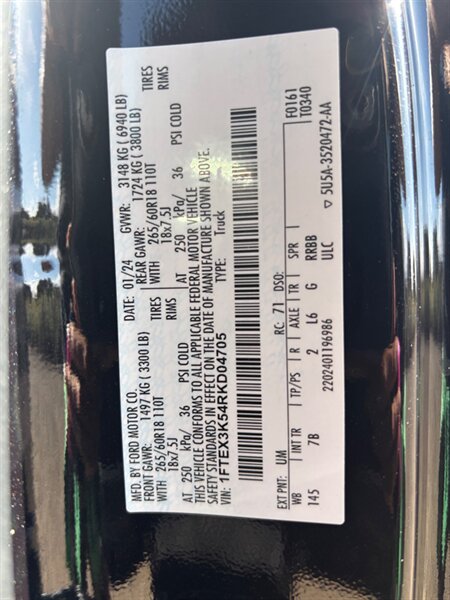 MFD. BY FORD MOTOR CO.
DATE: 01/24 GVWR: 3148 KG ( 6940 LB)
FRONT GAWR: 1497 KG ( 3300 LB) REAR GAWR: 1724 KG ( 3800 LB)
WITH 265/60R18 110T TIRES WITH 265/60R18 110T TIRES
18x7.5J RIMS 18x7.5J RIMS
AT 250 kPa/ 36 PSI COLD AT 250 kPa/ 36 PSI COLD
THIS VEHICLE CONFORMS TO ALL APPLICABLE FEDERAL MOTOR VEHICLE
SAFETY STANDARDS IN EFFECT ON THE DATE OF MANUFACTURE SHOWN ABOVE.
VIN: 1FTEX3K54RKD04705 TYPE: Truck
F0161
T0340
EXT PNT: UM RC: 71 DSO:
WB INT TR TP/PS R AXLE TR SPR
145 7B 2 L6 G RRBB
2202401196986 ULC ▽ 5U5A-3520472-AA